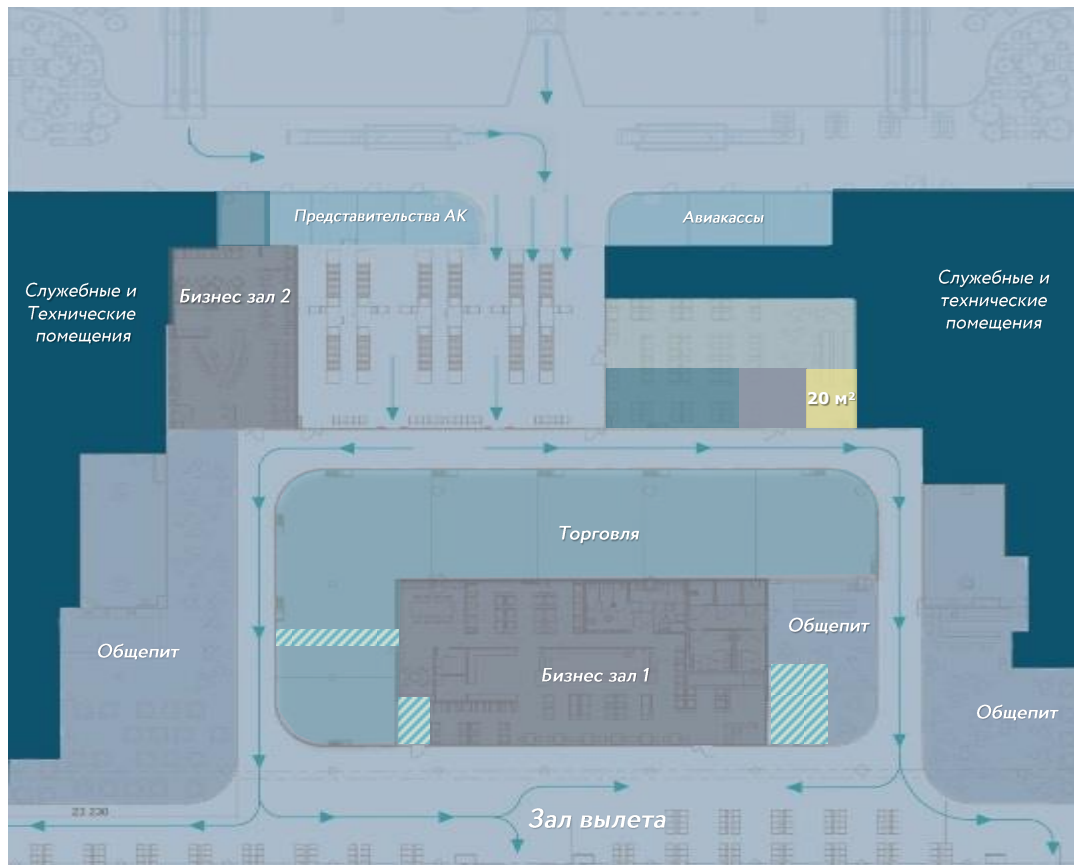 Представительства АК
Авиакассы
Служебные и
Технические
помещения
Бизнес зал 2
Служебные и
технические
помещения
20 м²
Торговля
Общепит
Общепит
Бизнес зал 1
Общепит
Зал вылета